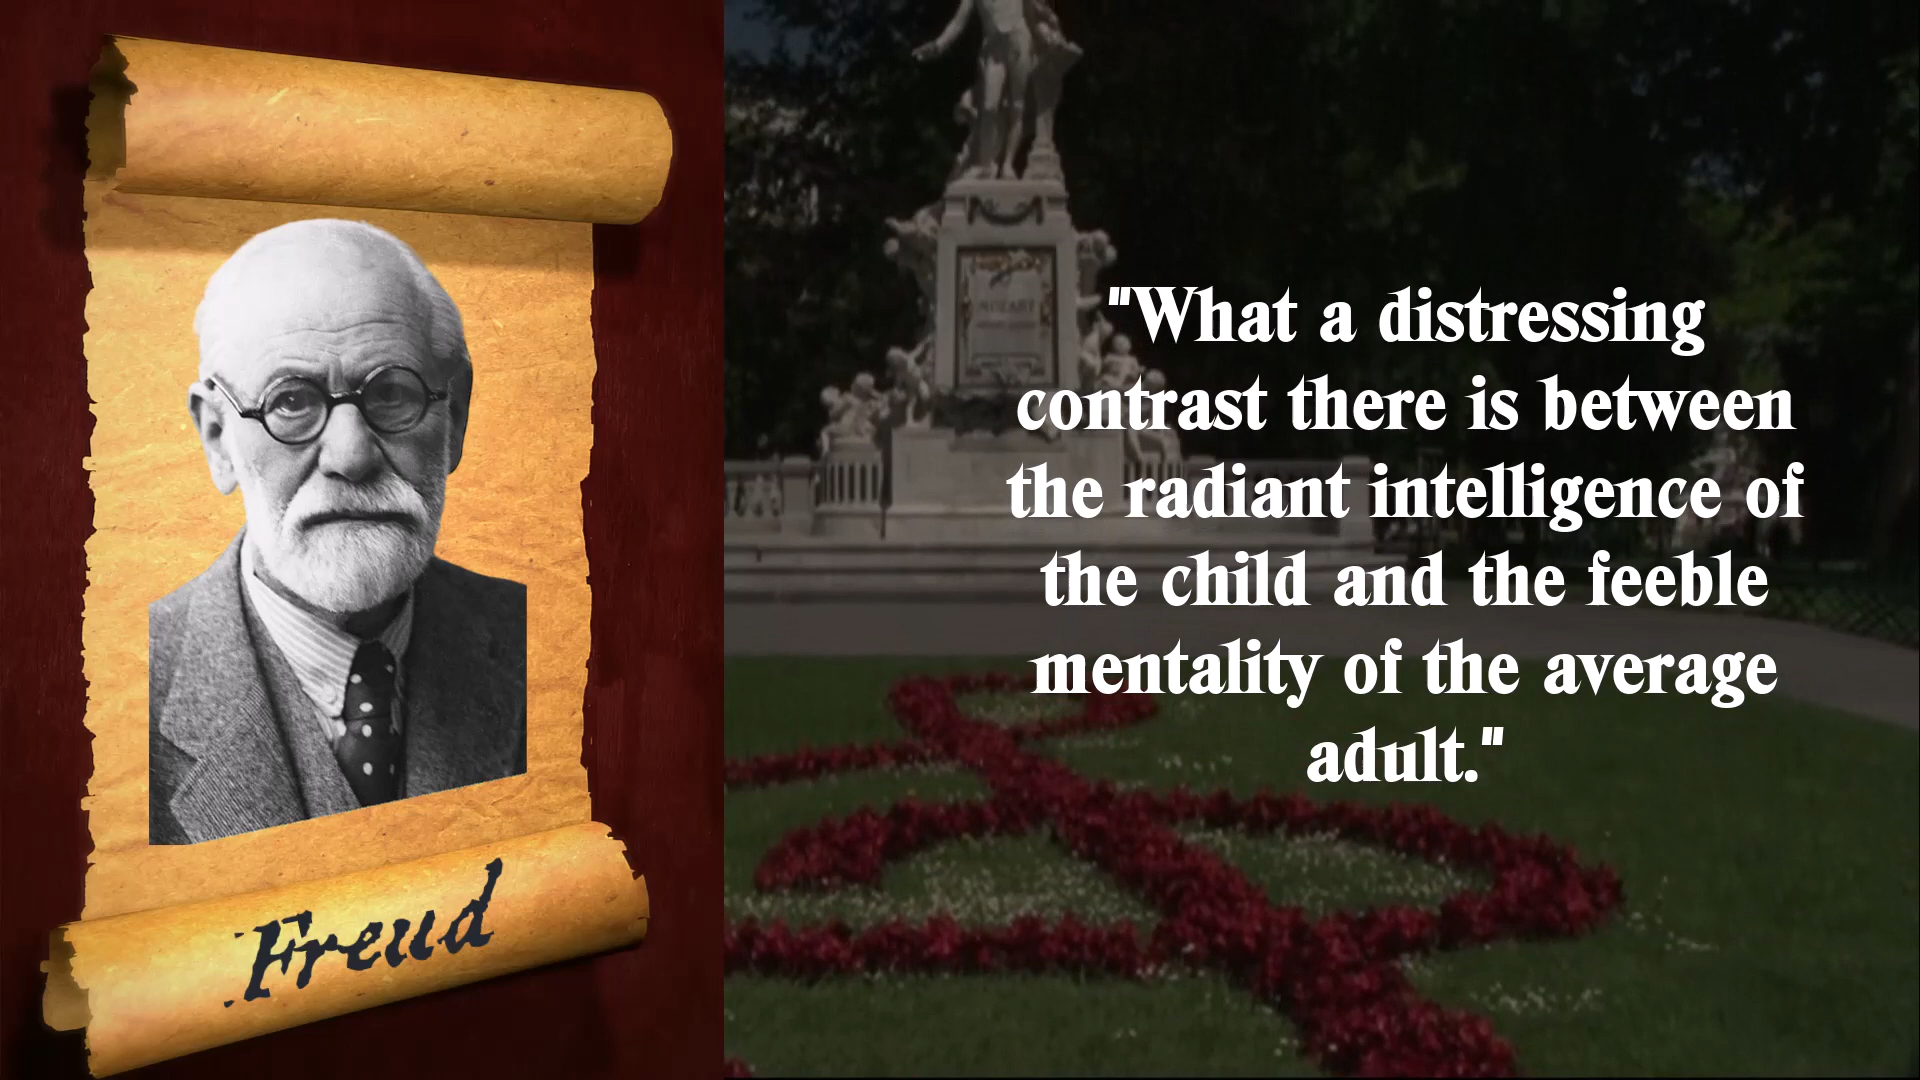 "What a distressing
contrast there is between
the radiant intelligence of
the child and the feeble
mentality of the average
adult."
Freud
MOZART